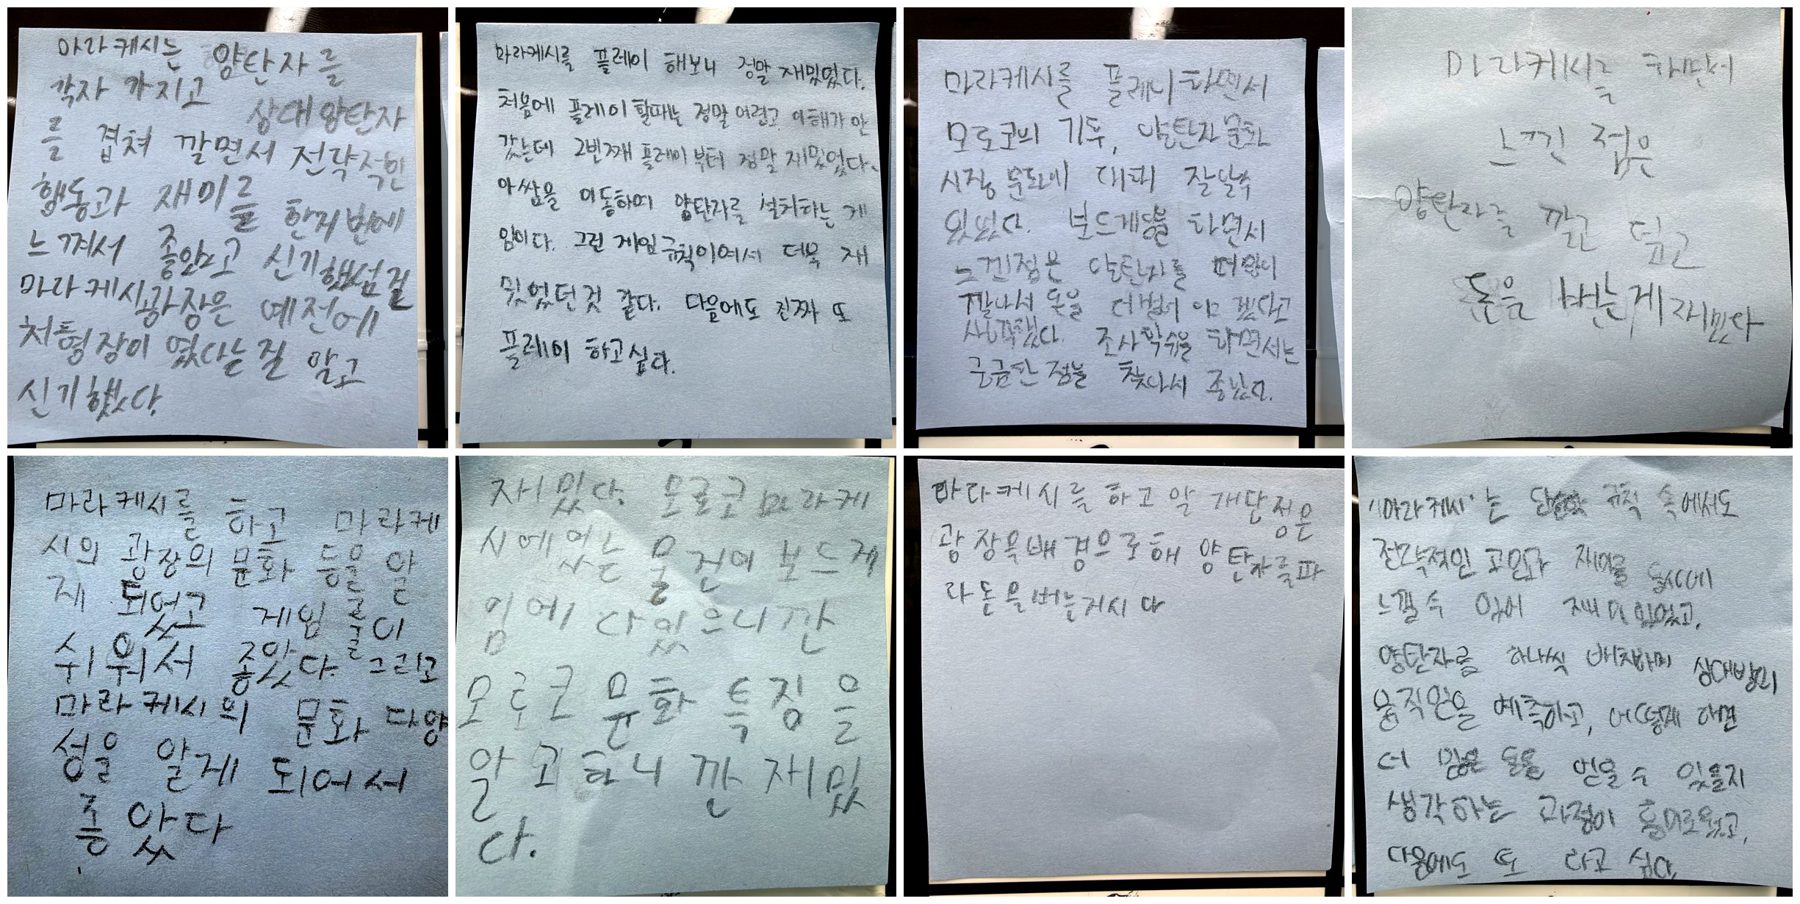 마라케시는 양탄자를
각자 가지고 상대양탄자
를 겹쳐 깔면서 전략적인
행동과 재미를 한꺼번에
느껴서 좋았고 신기했섬
마라케시광장은 예전에
처형장이 였다는걸 알고
신기했다.
마라케시를 플레이 해보니 정말 재밌었다.
처음에 플레이 할때는 정말 어렵고 이해가 안
갔는데 2번째 플레이부터 정말 재밌었다.
아쌈을 이동하며 양탄자를 설치하는 게
임이다. 그런 게임규칙이여서 더욱 재
밌었던것 같다. 다음에도 진짜 또
플레이 하고싶다.
마라케시를 플레이 하면서
모로코의 기후, 양탄자문화
시장 문화에 대해 잘알수
있었다. 보드게임을 하면서
느낀점은 양탄자를 더많이
깔아서 돈을 더벌어 이 겠다고
생각했다. 조사학습을 하면서는
궁금한 점을 찾아서 좋았다.
마라케시를 하면서
느낀 점은
양탄자를 깔고 덮고
돈을 버는게 재밌다
마라케시를 하고 마라케
시의 광장의 문화 등을 알
게 되었고 게임 룰이
쉬워서 좋았다. 그리고
마라케시의 문화 다양
성을 알게 되어서
좋았다
재밌다. 모로코 마라케
시에있는 물건이 보드게
임에 다있으니깐
모로코 문화 특징을
알고하니깐 재밌
다.
마라케시를 하고 알 개단 정은
광장을배경으로해 양탄자를파
라돈을버는거시다
'마라케시'는 단순한 규칙 속에서도
전략적인 고민과 재미를 동시에
느낄 수 있어 재미있었고,
양탄자를 하나씩 배치하며 상대방의
움직임을 예측하고, 어떻게 하면
더 많은 돈을 얻을 수 있을지
생각하는 과정이 흥미로웠고,
다음에도 또 하고 싶다.